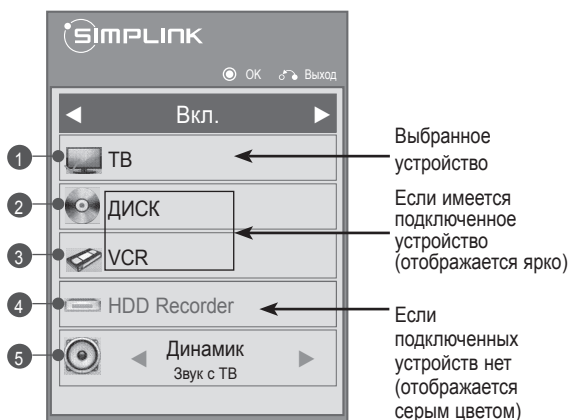 SIMPLINK
OK Выход
Вкл.
1 ТВ
2 ДИСК
3 VCR
4 HDD Recorder
5 Динамик
Звук с ТВ
Выбранное
устройство
Если имеется
подключенное
устройство
(отображается ярко)
Если
подключенных
устройств нет
(отображается
серым цветом)